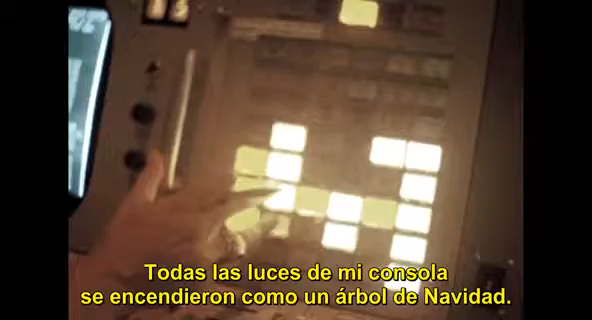 Todas las luces de mi consola
se encendieron como un árbol de Navidad.